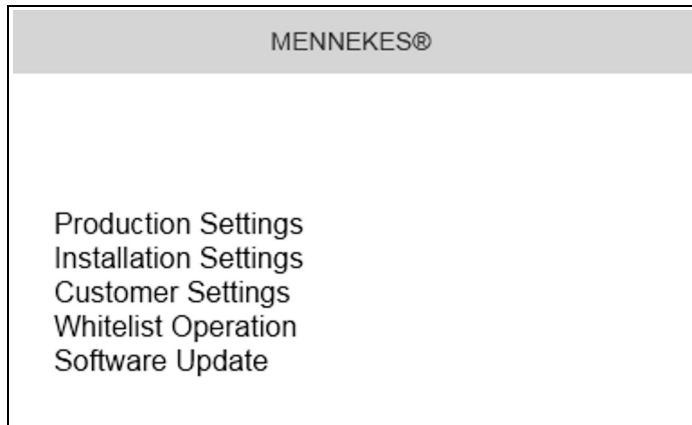 MENNEKES®
Production Settings
Installation Settings
Customer Settings
Whitelist Operation
Software Update